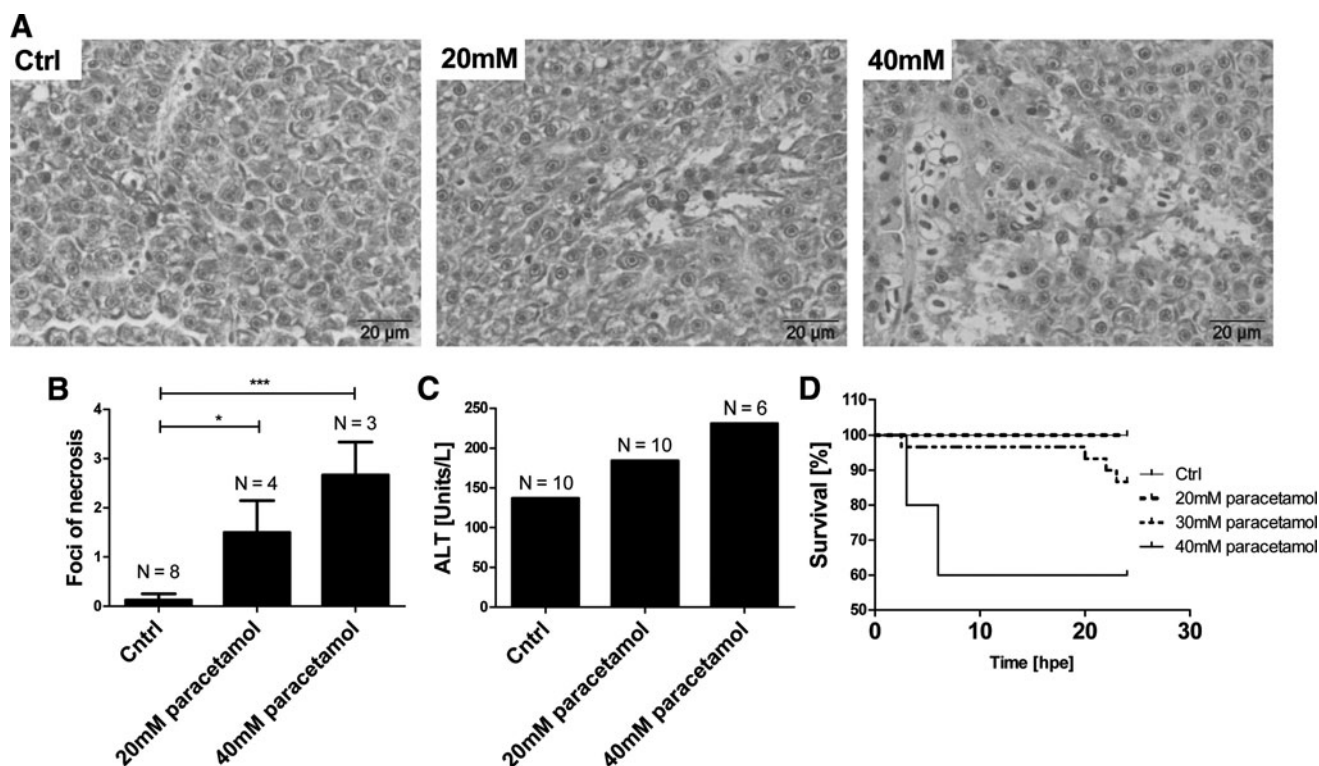 A
Ctrl
20mM
40mM
20 µm
20 µm
20 µm
B
Foci of necrosis
4
3
2
1
0
***
*
N = 8
N = 4
N = 3
Cntrl
20mM paracetamol
40mM paracetamol
C
ALT [Units/L]
250
200
150
100
50
0
N = 10
N = 10
N = 6
Cntrl
20mM paracetamol
40mM paracetamol
D
Survival [%]
110
100
90
80
70
60
50
0
10
20
30
Time [hpe]
Ctrl
20mM paracetamol
30mM paracetamol
40mM paracetamol